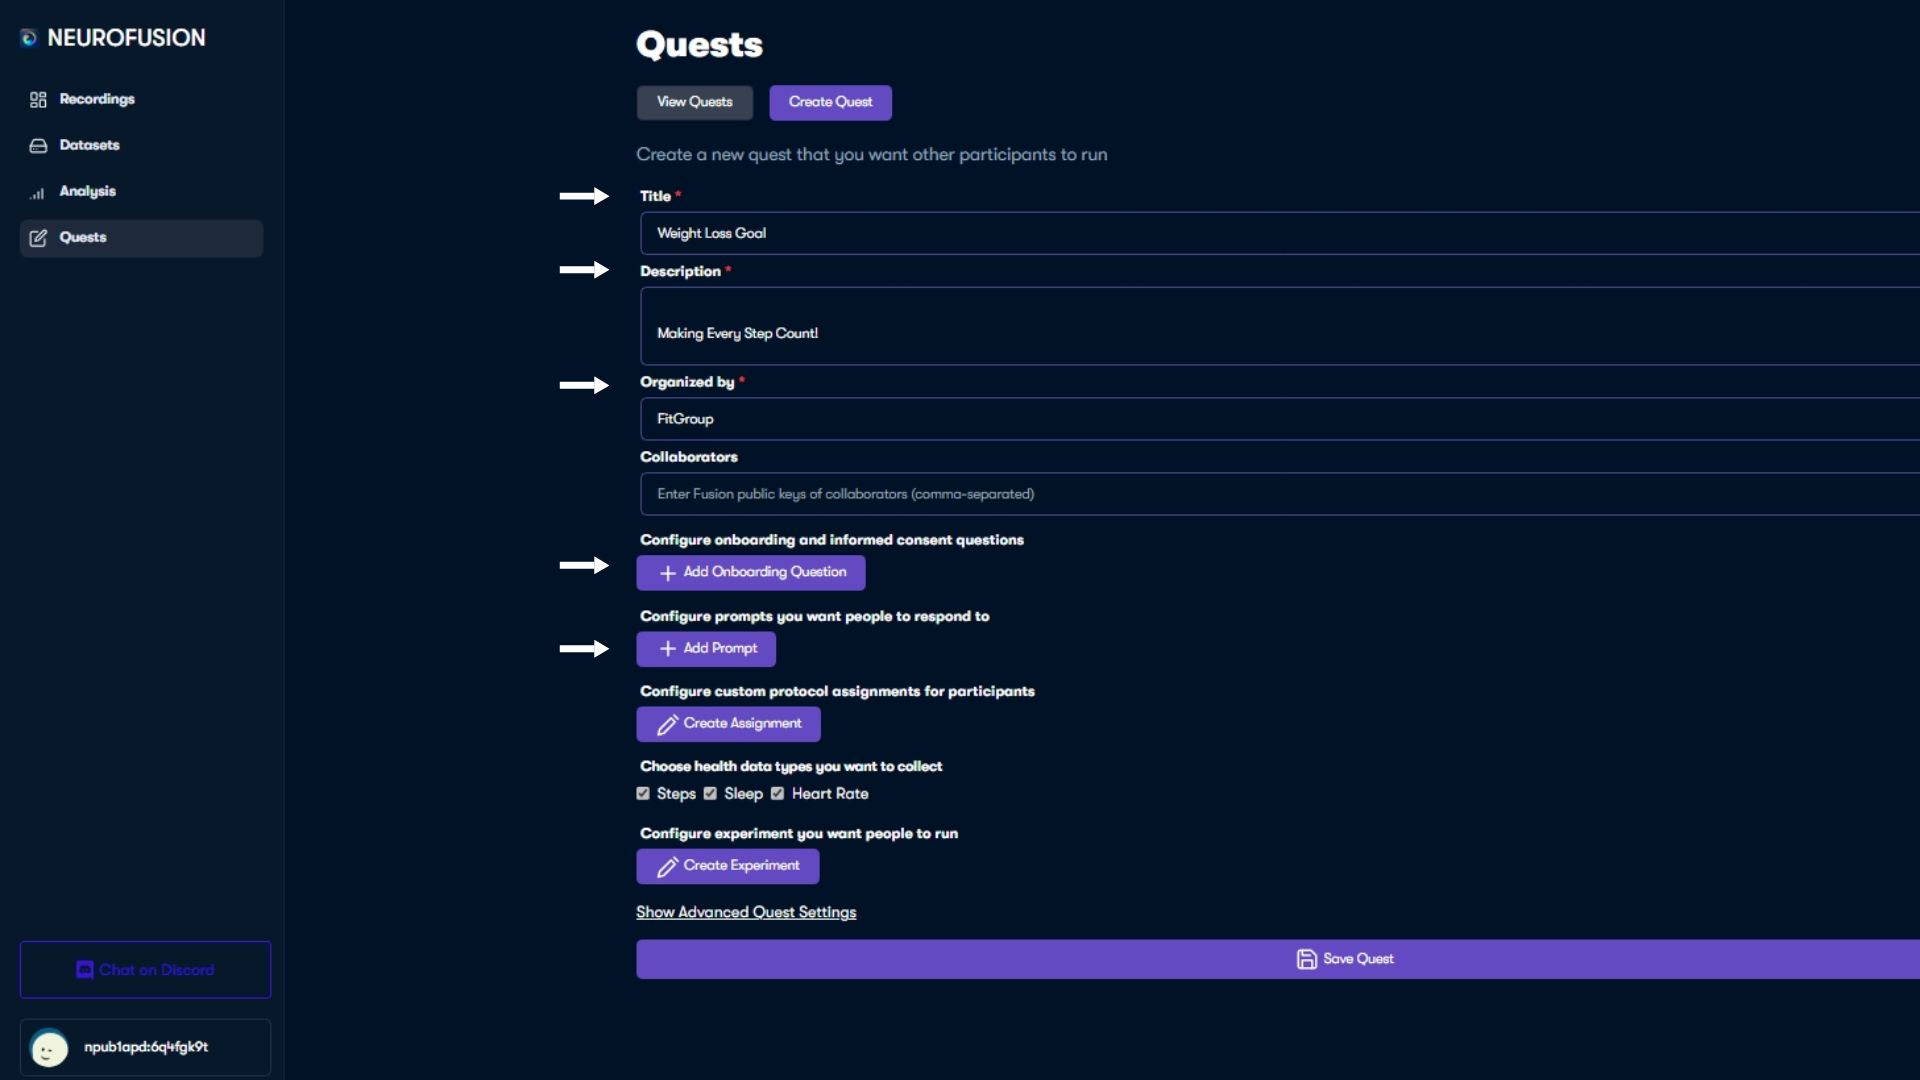 NEUROFUSION
Recordings
Datasets
Analysis
Quests
Chat on Discord
npub1apd:6q4fgk9t
Quests
View Quests
Create Quest
Create a new quest that you want other participants to run
Title *
Weight Loss Goal
Description *
Making Every Step Count!
Organized by *
FitGroup
Collaborators
Enter Fusion public keys of collaborators (comma-separated)
Configure onboarding and informed consent questions
Add Onboarding Question
Configure prompts you want people to respond to
Add Prompt
Configure custom protocol assignments for participants
Create Assignment
Choose health data types you want to collect
Steps Sleep Heart Rate
Configure experiment you want people to run
Create Experiment
Show Advanced Quest Settings
Save Quest